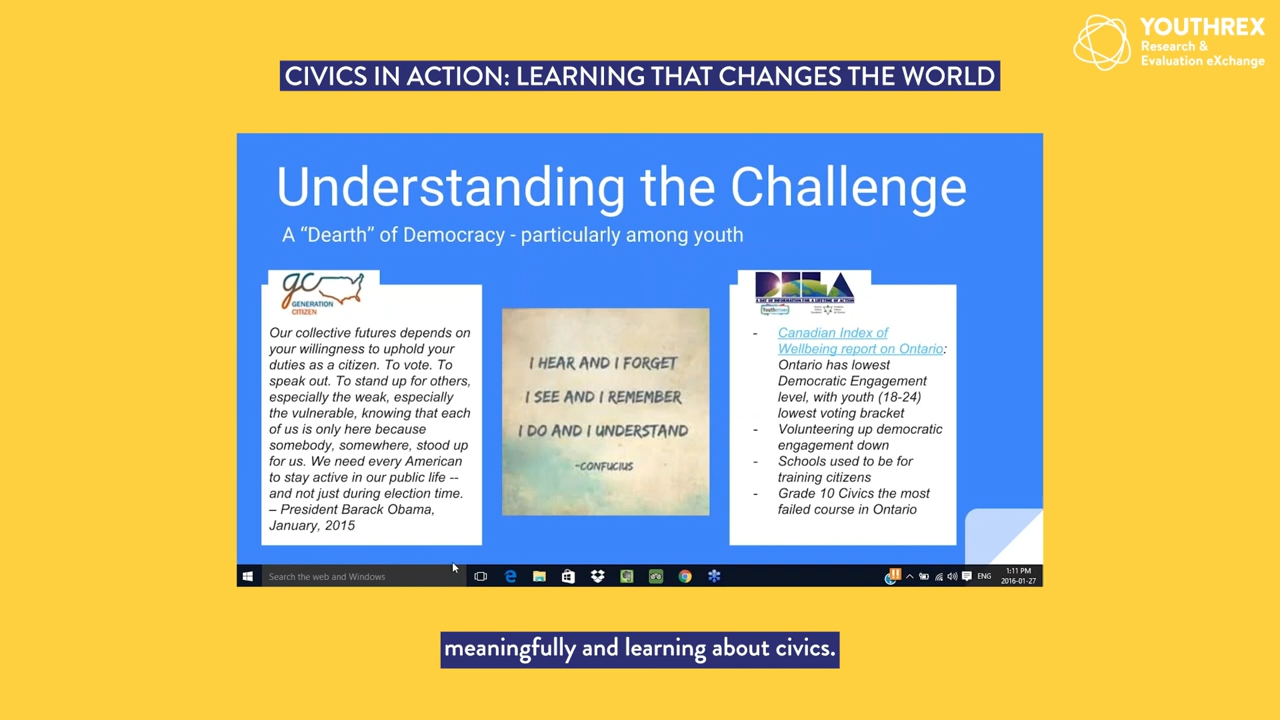 YOUTHREX
Research &
Evaluation eXchange
CIVICS IN ACTION: LEARNING THAT CHANGES THE WORLD
Understanding the Challenge
A “Dearth” of Democracy - particularly among youth
gc
GENERATION
CITIZEN
Our collective futures depends on
your willingness to uphold your
duties as a citizen. To vote. To
speak out. To stand up for others,
especially the weak, especially
the vulnerable, knowing that each
of us is only here because
somebody, somewhere, stood up
for us. We need every American
to stay active in our public life --
and not just during election time.
– President Barack Obama,
January, 2015
I HEAR AND I FORGET
I SEE AND I REMEMBER
I DO AND I UNDERSTAND
-CONFUCIUS
A DAY OF INFORMATION FOR A LIFETIME OF ACTION
- Canadian Index of
Wellbeing report on Ontario:
Ontario has lowest
Democratic Engagement
level, with youth (18-24)
lowest voting bracket
- Volunteering up democratic
engagement down
- Schools used to be for
training citizens
- Grade 10 Civics the most
failed course in Ontario
Search the web and Windows
ENG
1:11 PM
2016-01-27
meaningfully and learning about civics.